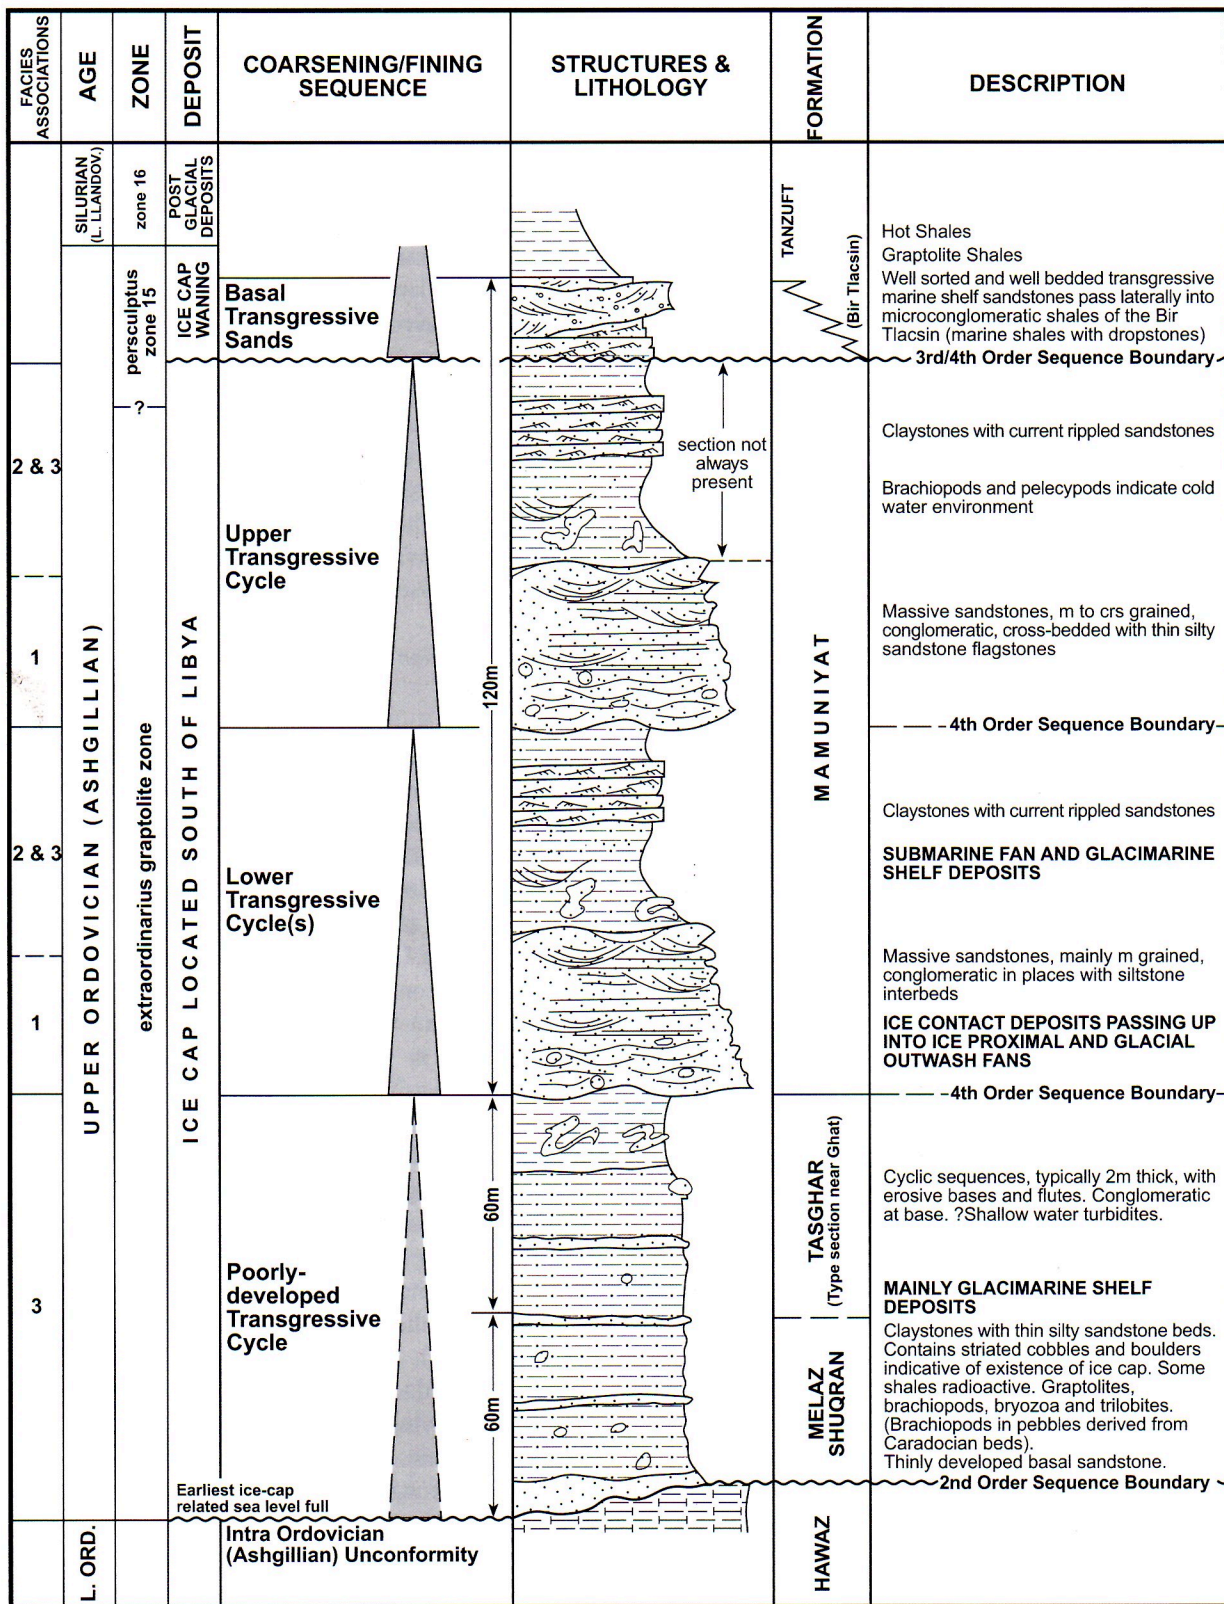 FACIES
ASSOCIATIONS
AGE
ZONE
DEPOSIT
COARSENING/FINING
SEQUENCE
STRUCTURES &
LITHOLOGY
FORMATION
DESCRIPTION
SILURIAN
(L. LLANDOV.)
zone 16
POST
GLACIAL
DEPOSITS
TANZUFT
Hot Shales
Graptolite Shales
persculptus
zone 15
ICE CAP
WANING
Basal
Transgressive
Sands
(Bir Tlacsin)
Well sorted and well bedded transgressive
marine shelf sandstones pass laterally into
microconglomeratic shales of the Bir
Tlacsin (marine shales with dropstones)
3rd/4th Order Sequence Boundary
?
2 & 3
section not
always
present
Claystones with current rippled sandstones
Brachiopods and pelecypods indicate cold
water environment
Upper
Transgressive
Cycle
1
UPPER ORDOVICIAN (ASHGILLIAN)
extraordinarius graptolite zone
ICE CAP LOCATED SOUTH OF LIBYA
120m
MAMUNIYAT
Massive sandstones, m to crs grained,
conglomeratic, cross-bedded with thin silty
sandstone flagstones
4th Order Sequence Boundary
2 & 3
Lower
Transgressive
Cycle(s)
Claystones with current rippled sandstones
SUBMARINE FAN AND GLACIMARINE
SHELF DEPOSITS
1
Massive sandstones, mainly m grained,
conglomeratic in places with siltstone
interbeds
ICE CONTACT DEPOSITS PASSING UP
INTO ICE PROXIMAL AND GLACIAL
OUTWASH FANS
4th Order Sequence Boundary
3
Poorly-
developed
Transgressive
Cycle
60m
60m
TASGHAR
(Type section near Ghat)
Cyclic sequences, typically 2m thick, with
erosive bases and flutes. Conglomeratic
at base. ?Shallow water turbidites.
MAINLY GLACIMARINE SHELF
DEPOSITS
MELAZ
SHUQRAN
Claystones with thin silty sandstone beds.
Contains striated cobbles and boulders
indicative of existence of ice cap. Some
shales radioactive. Graptolites,
brachiopods, bryozoa and trilobites.
(Brachiopods in pebbles derived from
Caradocian beds).
Thinly developed basal sandstone.
2nd Order Sequence Boundary
Earliest ice-cap
related sea level full
L. ORD.
Intra Ordovician
(Ashgillian) Unconformity
HAWAZ